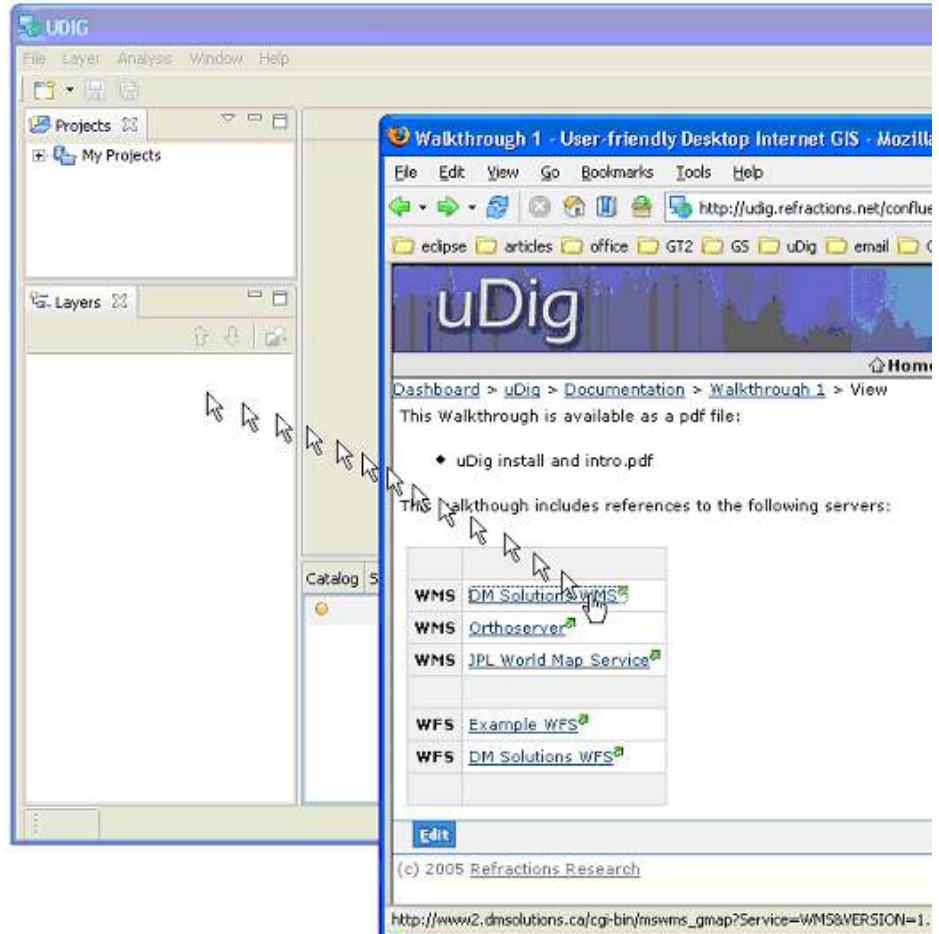 UDIG
File Layer Analysis Window Help
Projects
My Projects
Layers
Catalog S
Walkthrough 1 - User-friendly Desktop Internet GIS - Mozilla
File Edit View Go Bookmarks Tools Help
http://udig.refractions.net/conflue
eclipse articles office GT2 GS uDig email
uDig
Home
Dashboard > uDig > Documentation > Walkthrough 1 > View
This Walkthrough is available as a pdf file:
uDig install and intro.pdf
This walkthough includes references to the following servers:
WMS DM Solutions WMS
WMS Orthoserver
WMS JPL World Map Service
WFS Example WFS
WFS DM Solutions WFS
Edit
(c) 2005 Refractions Research
http://www2.dmsolutions.ca/cgi-bin/mswms_gmap?Service=WMS&VERSION=1.